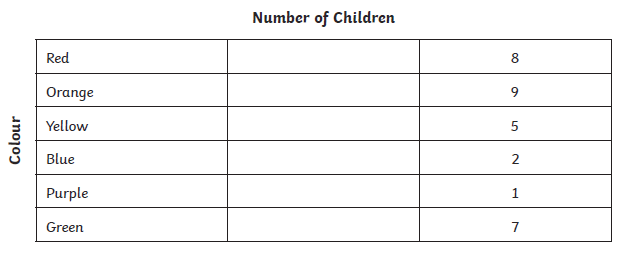 Number of Children
Colour
Red 8
Orange 9
Yellow 5
Blue 2
Purple 1
Green 7